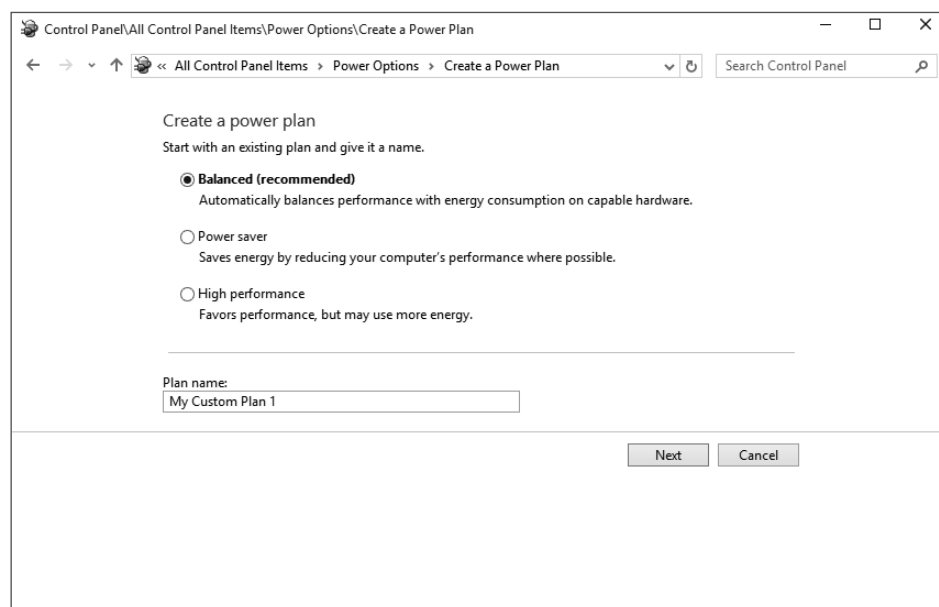 Control Panel\All Control Panel Items\Power Options\Create a Power Plan
« All Control Panel Items › Power Options › Create a Power Plan
Search Control Panel
Create a power plan
Start with an existing plan and give it a name.
Balanced (recommended)
Automatically balances performance with energy consumption on capable hardware.
Power saver
Saves energy by reducing your computer's performance where possible.
High performance
Favors performance, but may use more energy.
Plan name:
My Custom Plan 1
Next
Cancel